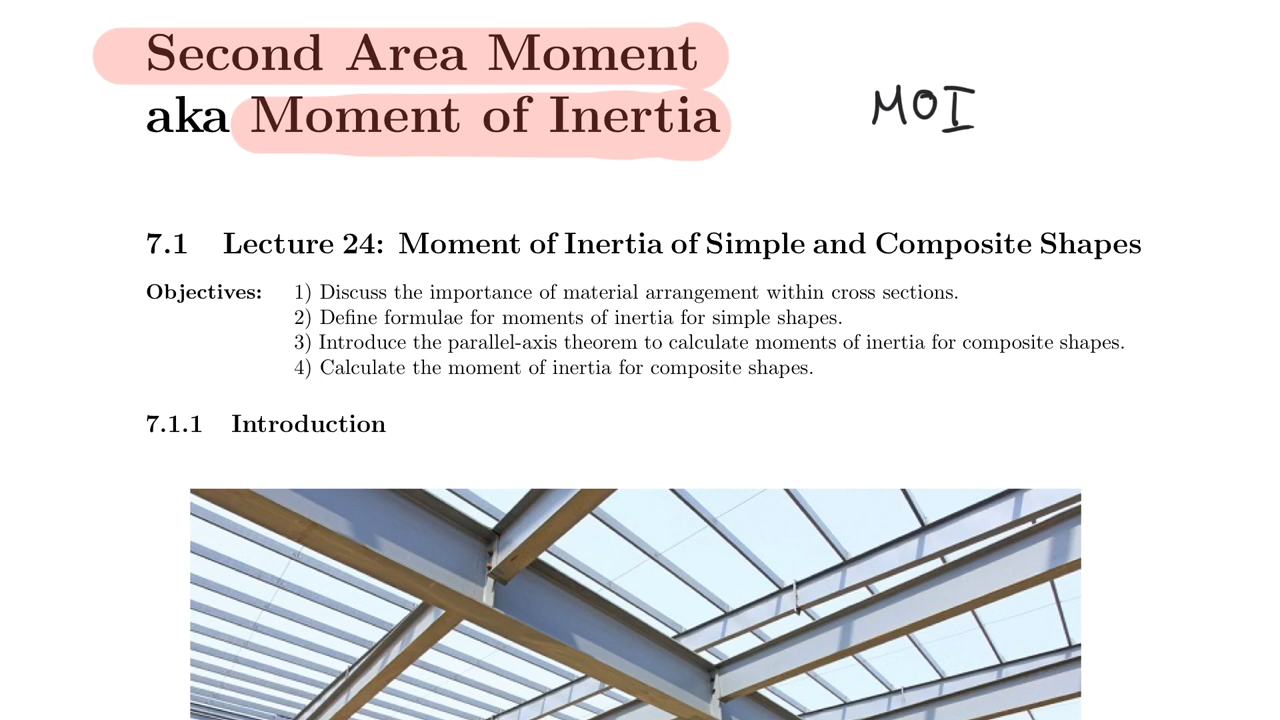 Second Area Moment
aka Moment of Inertia
MOI
7.1 Lecture 24: Moment of Inertia of Simple and Composite Shapes
Objectives: 1) Discuss the importance of material arrangement within cross sections.
2) Define formulae for moments of inertia for simple shapes.
3) Introduce the parallel-axis theorem to calculate moments of inertia for composite shapes.
4) Calculate the moment of inertia for composite shapes.
7.1.1 Introduction